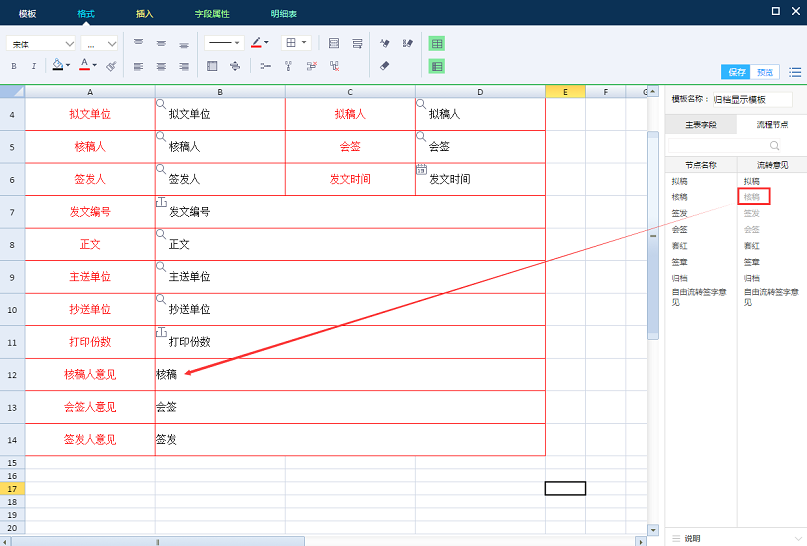 模板 格式 插入 字段属性 明细表
宋体 ...
B I A
保存 预览
A B C D E F G
模板名称： 归档显示模板
主表字段 流程节点
节点名称 流转意见
拟稿 拟稿
核稿 核稿
签发 签发
会签 会签
套红 套红
签章 签章
归档 归档
自由流转签字意见 自由流转签字意见
4 拟文单位 拟文单位 拟稿人 拟稿人
5 核稿人 核稿人 会签 会签
6 签发人 签发人 发文时间 发文时间
7 发文编号 发文编号
8 正文 正文
9 主送单位 主送单位
10 抄送单位 抄送单位
11 打印份数 打印份数
12 核稿人意见 核稿
13 会签人意见 会签
14 签发人意见 签发
15
16
17
18
19
20
说明